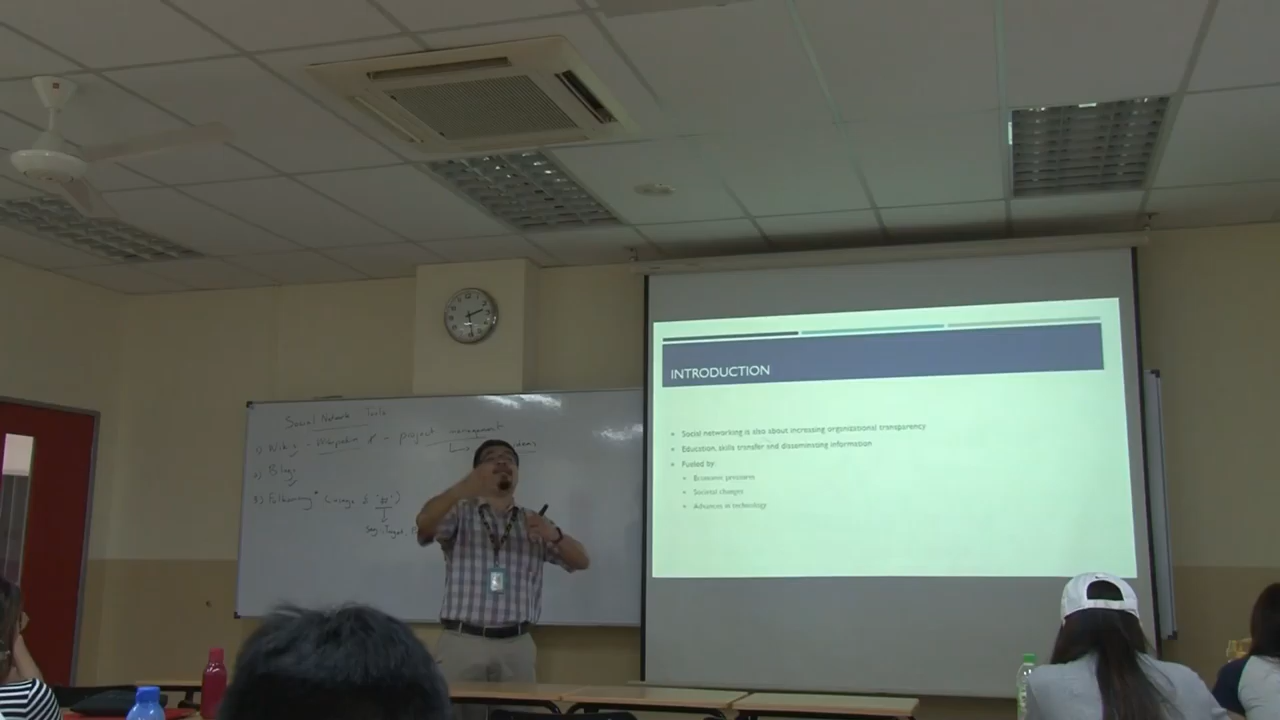 Social Network Tools
1) Wikis - Wikipedia & - project management
2) Blogs
3) Following
INTRODUCTION
Social networking is also about increasing organizational transparency
Education, skills transfer and disseminating information
Fueled by:
Economic pressures
Societal changes
Advances in technology